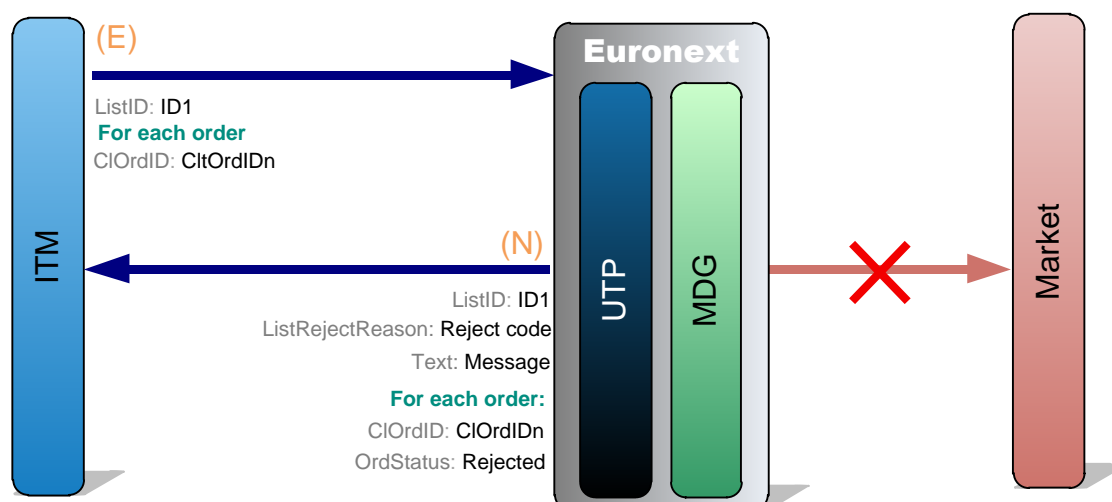 (E)
Euronext
ListID: ID1
For each order
ClOrdID: CltOrdIDn
ITM
UTP
MDG
Market
(N)
ListID: ID1
ListRejectReason: Reject code
Text: Message
For each order:
ClOrdID: ClOrdIDn
OrdStatus: Rejected